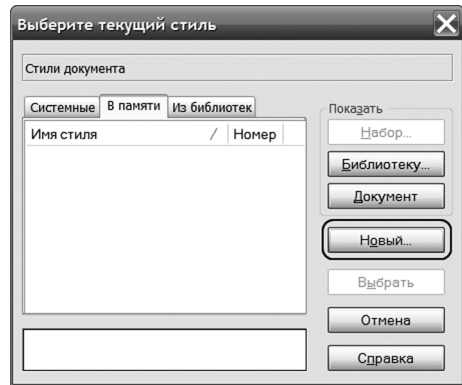 Выберите текущий стиль
Стили документа
Системные В памяти Из библиотек
Имя стиля / Номер
Показать
Набор...
Библиотеку...
Документ
Новый...
Выбрать
Отмена
Справка